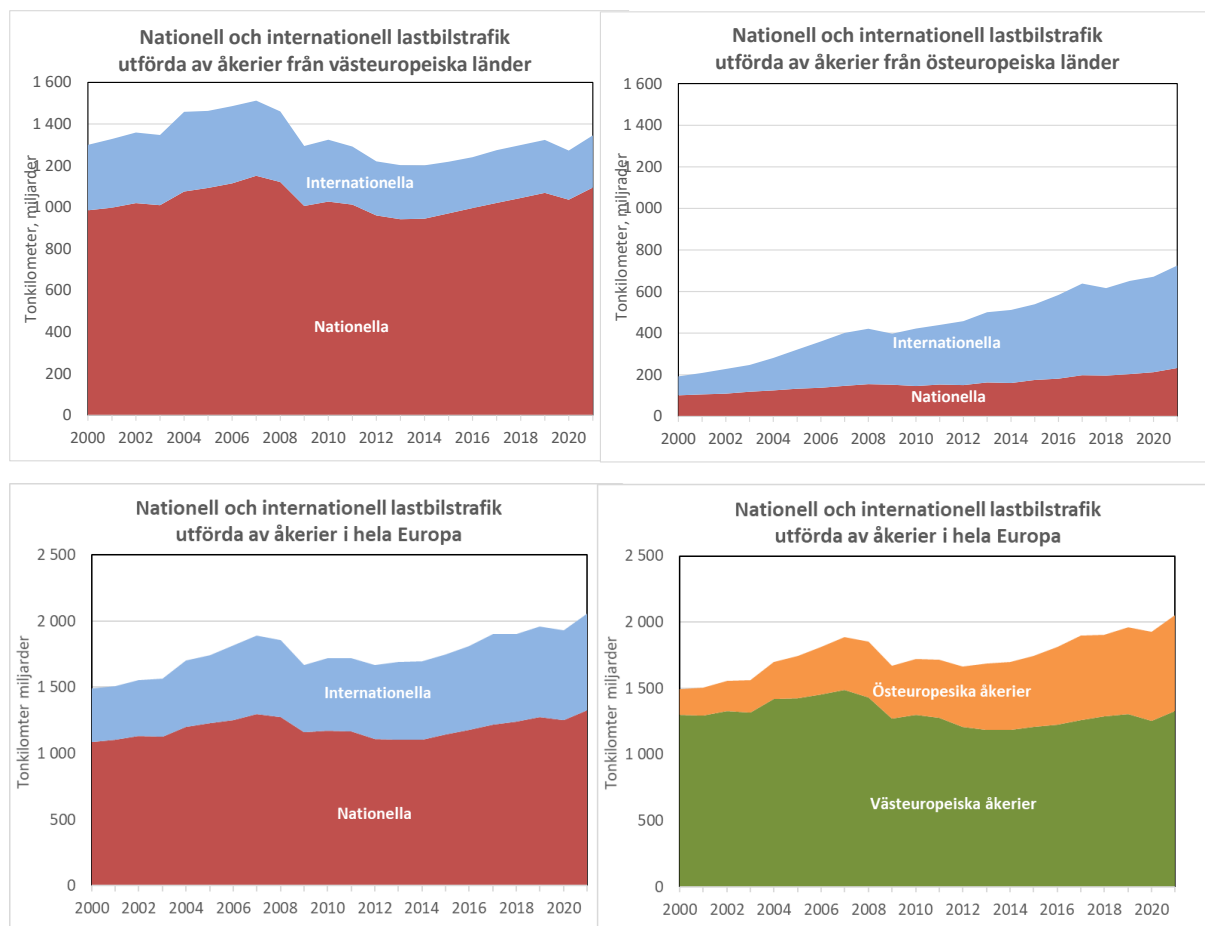 Nationell och internationell lastbilstrafik
utförda av åkerier från västeuropeiska länder
Tonkilometer, miljarder
1 600
1 400
1 200
1 000
800
600
400
200
0
Internationella
Nationella
2000 2002 2004 2006 2008 2010 2012 2014 2016 2018 2020
Nationell och internationell lastbilstrafik
utförda av åkerier från östeuropeiska länder
Tonkilometer, miljrader
1 600
1 400
1 200
1 000
800
600
400
200
0
Internationella
Nationella
2000 2002 2004 2006 2008 2010 2012 2014 2016 2018 2020
Nationell och internationell lastbilstrafik
utförda av åkerier i hela Europa
Tonkilomter miljarder
2 500
2 000
1 500
1 000
500
0
Internationella
Nationella
2000 2002 2004 2006 2008 2010 2012 2014 2016 2018 2020
Nationell och internationell lastbilstrafik
utförda av åkerier i hela Europa
Tonkilometer miljarder
2 500
2 000
1 500
1 000
500
0
Östeuropesika åkerier
Västeuropeiska åkerier
2000 2002 2004 2006 2008 2010 2012 2014 2016 2018 2020